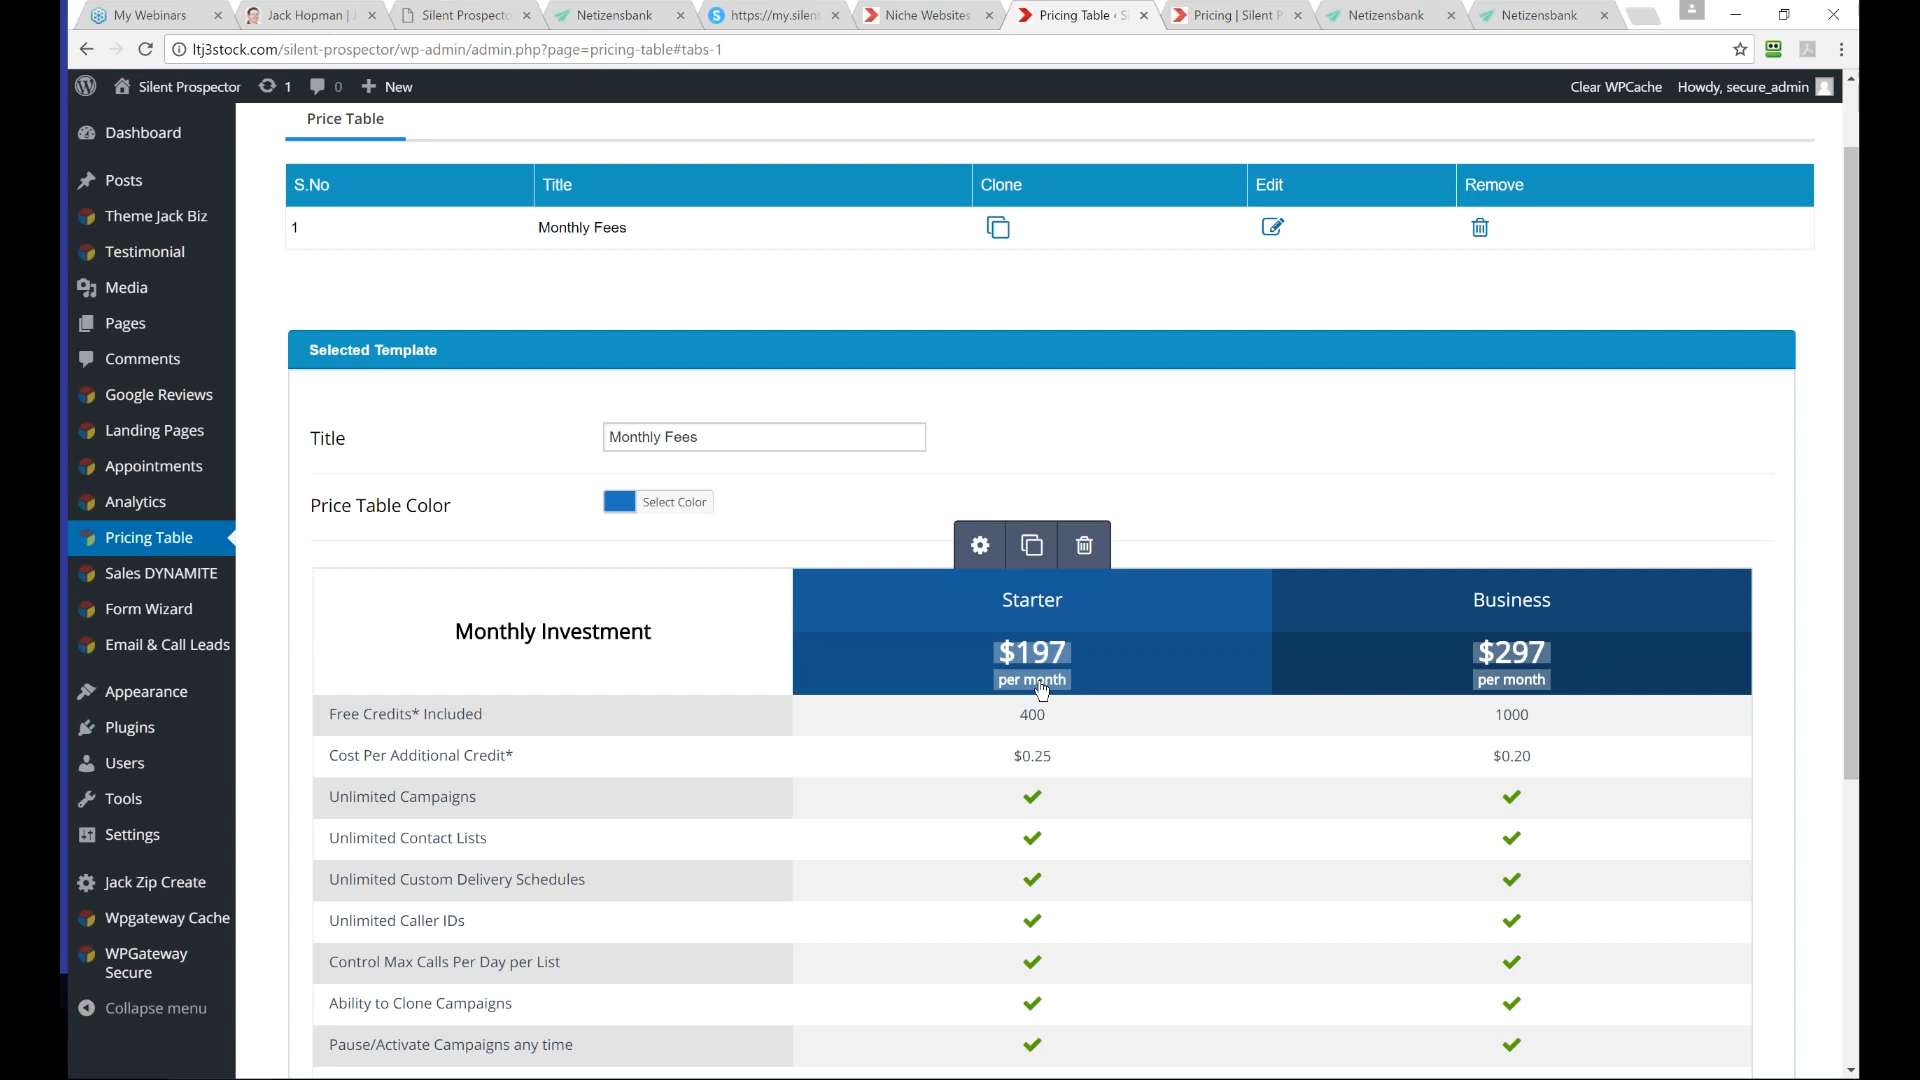 My Webinars
Jack Hopman |
Silent Prospecto
Netizensbank
https://my.silen
Niche Websites
Pricing Table ‹ S
Pricing | Silent P
Netizensbank
Netizensbank
ltj3stock.com/silent-prospector/wp-admin/admin.php?page=pricing-table#tabs-1
Silent Prospector
1
0
New
Clear WPCache
Howdy, secure_admin
Dashboard
Posts
Theme Jack Biz
Testimonial
Media
Pages
Comments
Google Reviews
Landing Pages
Appointments
Analytics
Pricing Table
Sales DYNAMITE
Form Wizard
Email & Call Leads
Appearance
Plugins
Users
Tools
Settings
Jack Zip Create
Wpgateway Cache
WPGateway
Secure
Collapse menu
Price Table
S.No Title Clone Edit Remove
1 Monthly Fees
Selected Template
Title Monthly Fees
Price Table Color Select Color
Monthly Investment
Starter Business
$197 $297
per month per month
Free Credits* Included 400 1000
Cost Per Additional Credit* $0.25 $0.20
Unlimited Campaigns
Unlimited Contact Lists
Unlimited Custom Delivery Schedules
Unlimited Caller IDs
Control Max Calls Per Day per List
Ability to Clone Campaigns
Pause/Activate Campaigns any time